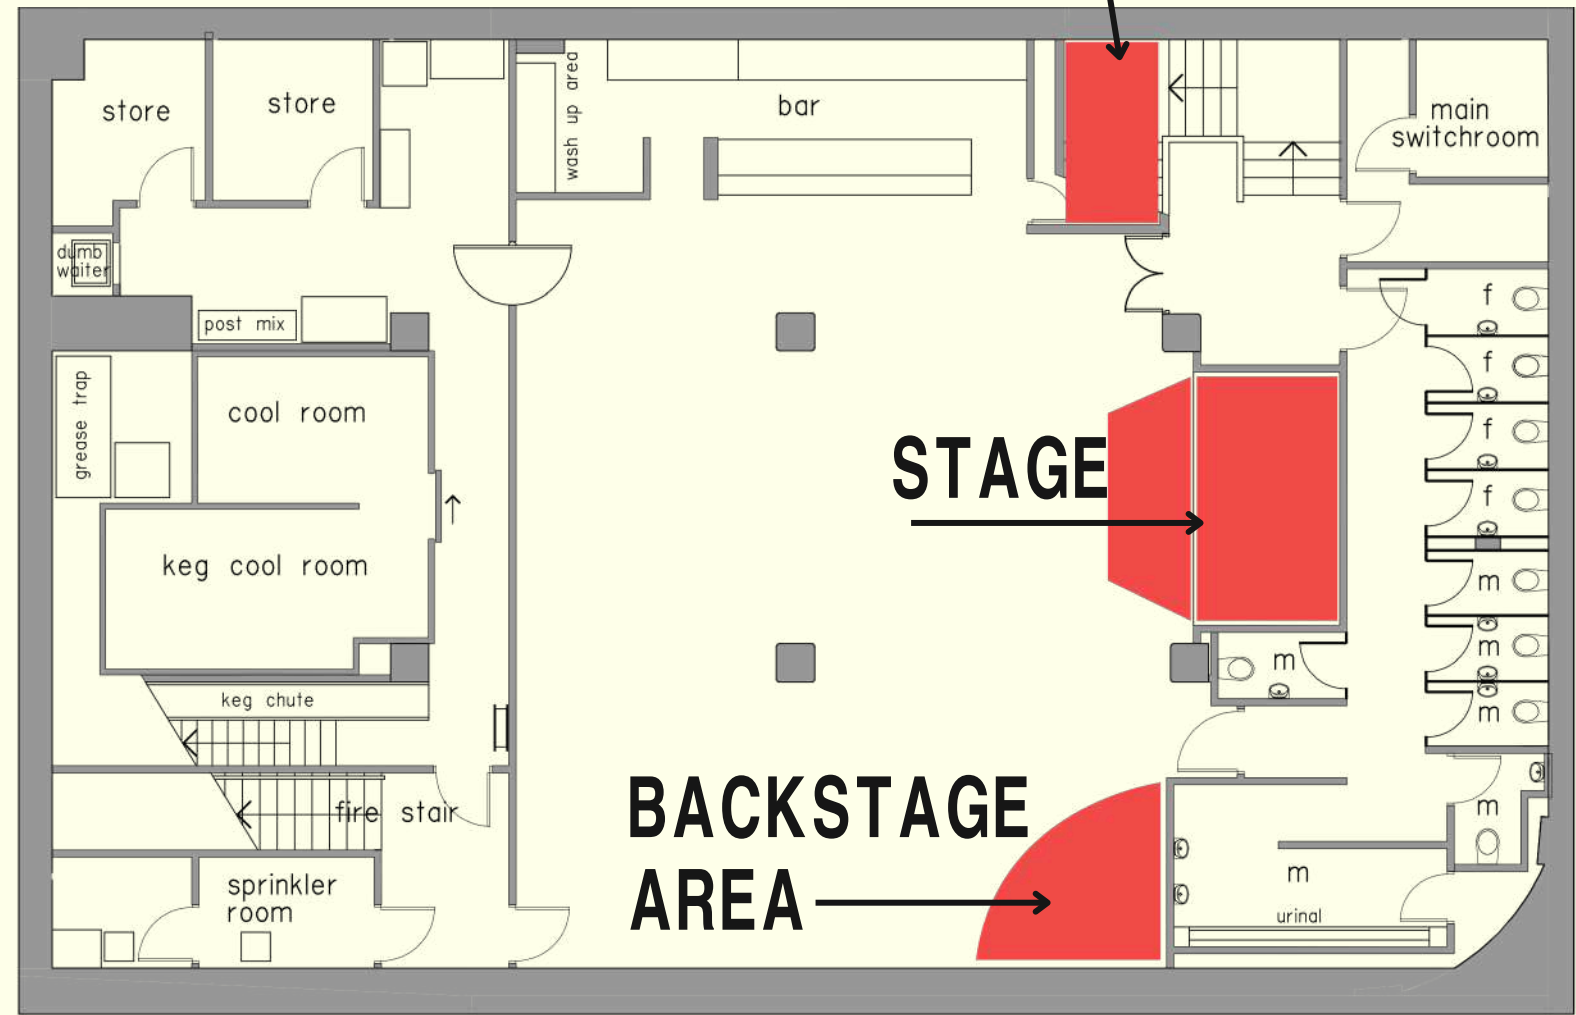 store
store
wash up area
bar
main
switchroom
dumb
waiter
post mix
f
f
f
f
grease trap
cool room
STAGE
keg cool room
m
m
m
m
keg chute
BACKSTAGE
AREA
fire stair
m
sprinkler
room
m
urinal